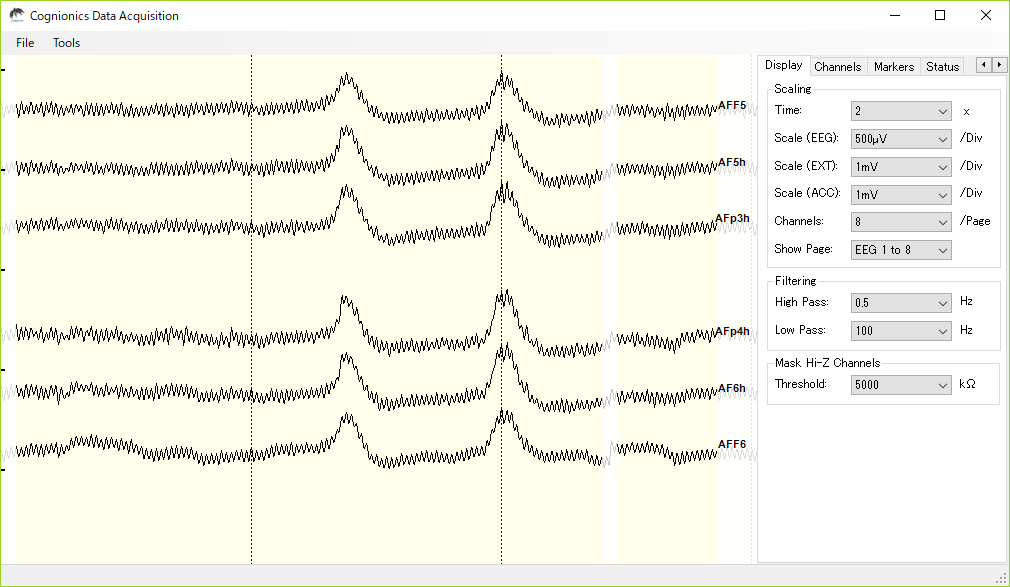 Cognionics Data Acquisition
File Tools
Display Channels Markers Status
Scaling
Time: 2 x
Scale (EEG): 500μV /Div
Scale (EXT): 1mV /Div
Scale (ACC): 1mV /Div
Channels: 8 /Page
Show Page: EEG 1 to 8
Filtering
High Pass: 0.5 Hz
Low Pass: 100 Hz
Mask Hi-Z Channels
Threshold: 5000 kΩ
AFF5
AF5h
AFp3h
AFp4h
AF6h
AFF6